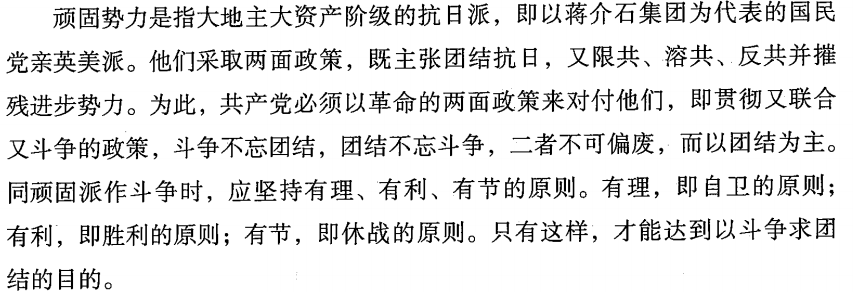 顽固势力是指大地主大资产阶级的抗日派，即以蒋介石集团为代表的国民
党亲英美派。他们采取两面政策，既主张团结抗日，又限共、溶共、反共并摧
残进步势力。为此，共产党必须以革命的两面政策来对付他们，即贯彻又联合
又斗争的政策，斗争不忘团结，团结不忘斗争，二者不可偏废，而以团结为主。
同顽固派作斗争时，应坚持有理、有利、有节的原则。有理，即自卫的原则；
有利，即胜利的原则；有节，即休战的原则。只有这样，才能达到以斗争求团
结的目的。